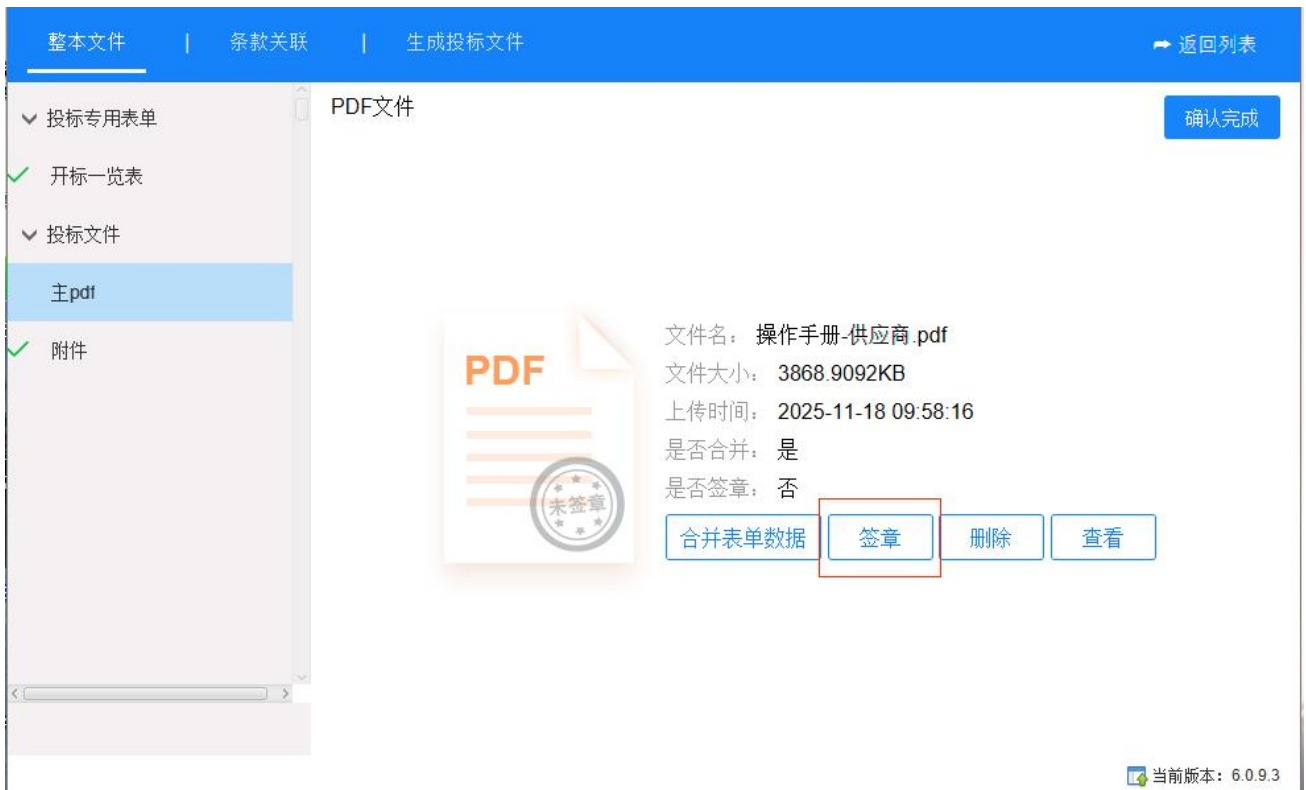 整本文件 | 条款关联 | 生成投标文件 返回列表
投标专用表单
开标一览表
投标文件
主pdf
附件
PDF文件
确认完成
PDF
未签章
文件名： 操作手册-供应商.pdf
文件大小： 3868.9092KB
上传时间： 2025-11-18 09:58:16
是否合并： 是
是否签章： 否
合并表单数据 签章 删除 查看
当前版本：6.0.9.3